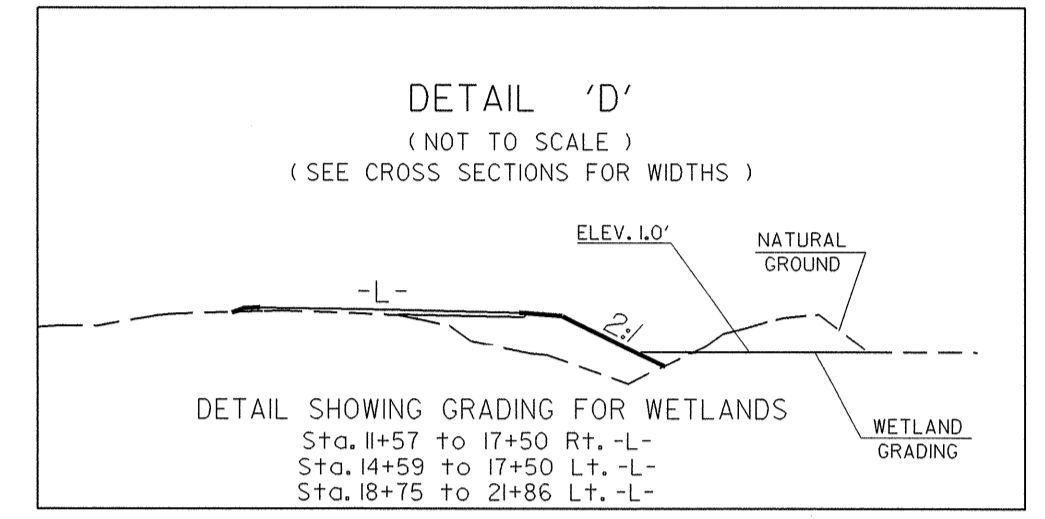 DETAIL 'D'
( NOT TO SCALE )
( SEE CROSS SECTIONS FOR WIDTHS )
ELEV. 1.0'
NATURAL
GROUND
-L-
2:1
DETAIL SHOWING GRADING FOR WETLANDS
Sta. 11+57 to 17+50 Rt. -L-
Sta. 14+59 to 17+50 Lt. -L-
Sta. 18+75 to 21+86 Lt. -L-
WETLAND
GRADING